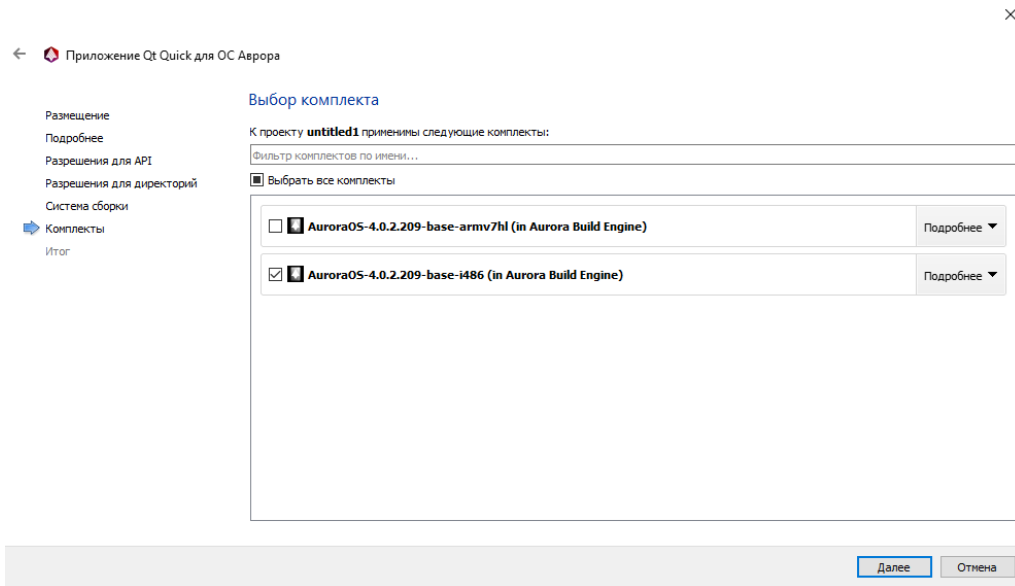 Приложение Qt Quick для ОС Аврора
Размещение
Подробнее
Разрешения для API
Разрешения для директорий
Система сборки
Комплекты
Итог
Выбор комплекта
К проекту untitled1 применимы следующие комплекты:
Фильтр комплектов по имени...
Выбрать все комплекты
AuroraOS-4.0.2.209-base-armv7hl (in Aurora Build Engine)
Подробнее
AuroraOS-4.0.2.209-base-i486 (in Aurora Build Engine)
Подробнее
Далее
Отмена